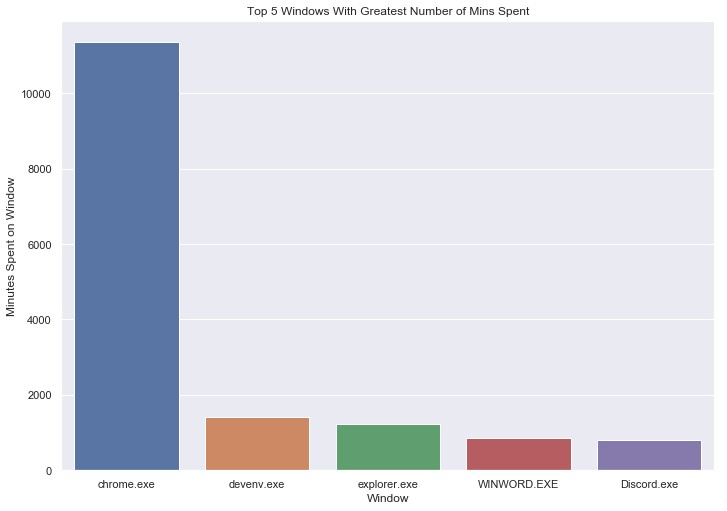 Top 5 Windows With Greatest Number of Mins Spent
Minutes Spent on Window
10000
8000
6000
4000
2000
0
chrome.exe
devenv.exe
explorer.exe
WINWORD.EXE
Discord.exe
Window